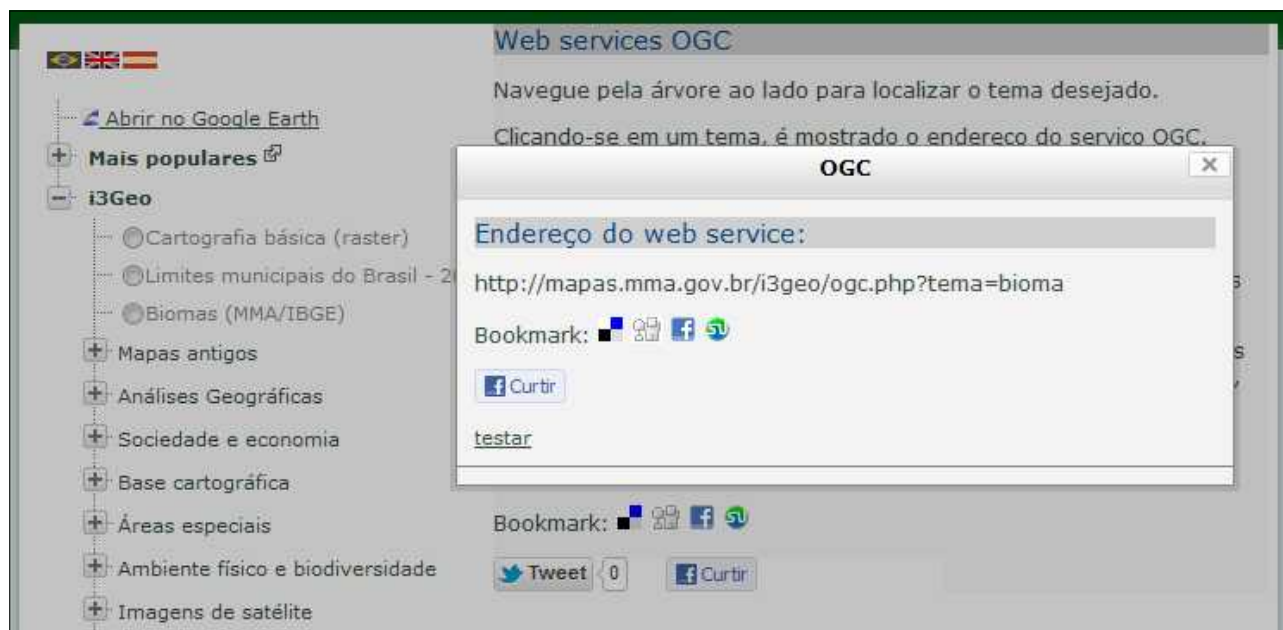 Web services OGC
Navegue pela árvore ao lado para localizar o tema desejado.
Clicando-se em um tema, é mostrado o endereço do serviço OGC.
Abrir no Google Earth
Mais populares
i3Geo
Cartografia básica (raster)
Limites municipais do Brasil - 2
Biomas (MMA/IBGE)
Mapas antigos
Análises Geográficas
Sociedade e economia
Base cartográfica
Áreas especiais
Ambiente físico e biodiversidade
Imagens de satélite
OGC
Endereço do web service:
http://mapas.mma.gov.br/i3geo/ogc.php?tema=bioma
Bookmark:
Curtir
testar
Bookmark:
Tweet 0 Curtir